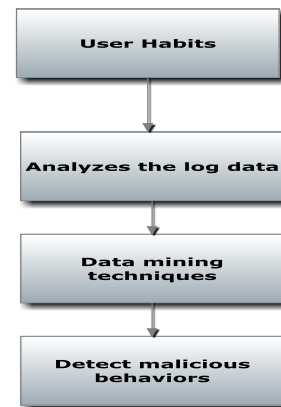 User Habits
Analyzes the log data
Data mining
techniques
Detect malicious
behaviors